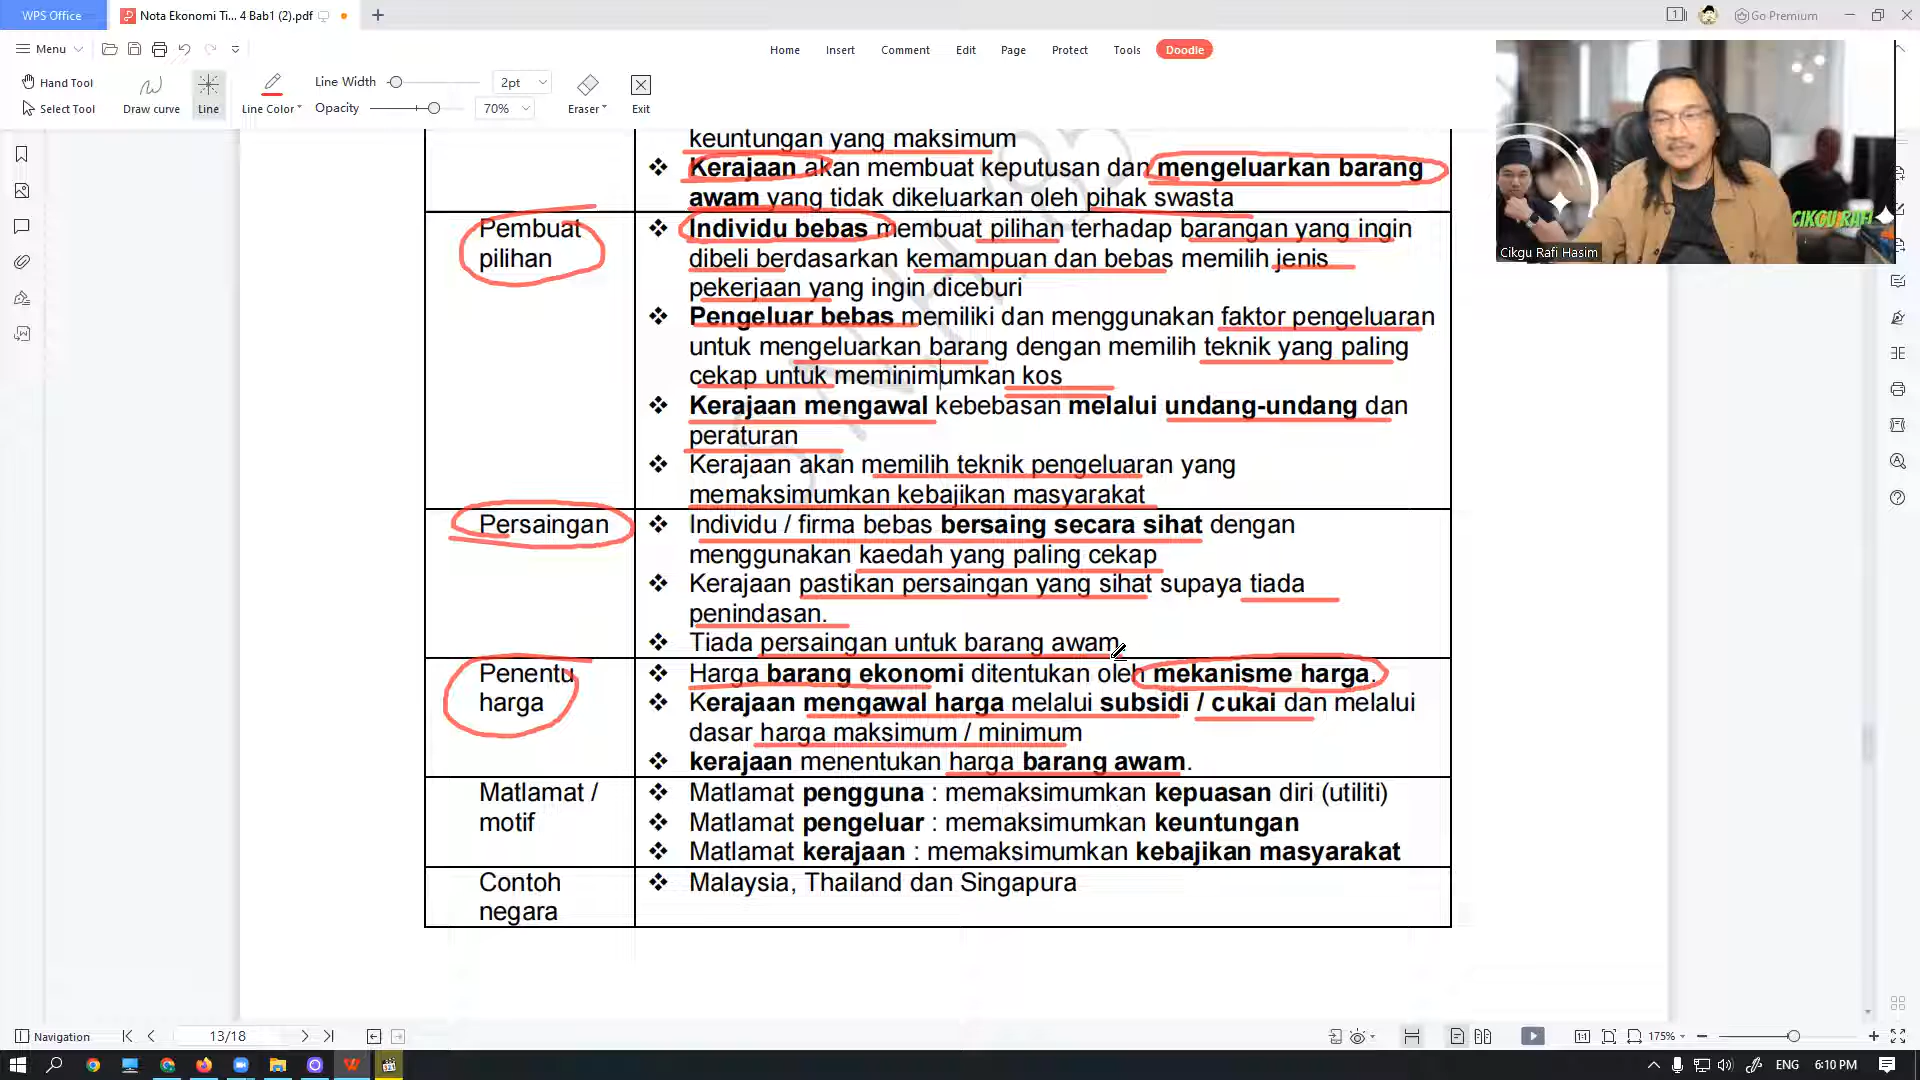 WPS Office
Nota Ekonomi Ti... 4 Bab1 (2).pdf
Go Premium
Menu
Home
Insert
Comment
Edit
Page
Protect
Tools
Doodle
Hand Tool
Select Tool
Draw curve
Line
Line Color
Line Width
2pt
Opacity
70%
Eraser
Exit
CIKGU RAFI
Cikgu Rafi Hasim
keuntungan yang maksimum
❖ Kerajaan akan membuat keputusan dan mengeluarkan barang
awam yang tidak dikeluarkan oleh pihak swasta
Pembuat
pilihan
❖ Individu bebas membuat pilihan terhadap barangan yang ingin
dibeli berdasarkan kemampuan dan bebas memilih jenis
pekerjaan yang ingin diceburi
❖ Pengeluar bebas memiliki dan menggunakan faktor pengeluaran
untuk mengeluarkan barang dengan memilih teknik yang paling
cekap untuk meminimumkan kos
❖ Kerajaan mengawal kebebasan melalui undang-undang dan
peraturan
❖ Kerajaan akan memilih teknik pengeluaran yang
memaksimumkan kebajikan masyarakat
Persaingan
❖ Individu / firma bebas bersaing secara sihat dengan
menggunakan kaedah yang paling cekap
❖ Kerajaan pastikan persaingan yang sihat supaya tiada
penindasan.
❖ Tiada persaingan untuk barang awam
Penentu
harga
❖ Harga barang ekonomi ditentukan oleh mekanisme harga.
❖ Kerajaan mengawal harga melalui subsidi / cukai dan melalui
dasar harga maksimum / minimum
❖ kerajaan menentukan harga barang awam.
Matlamat /
motif
❖ Matlamat pengguna : memaksimumkan kepuasan diri (utiliti)
❖ Matlamat pengeluar : memaksimumkan keuntungan
❖ Matlamat kerajaan : memaksimumkan kebajikan masyarakat
Contoh
negara
❖ Malaysia, Thailand dan Singapura
Navigation
13/18
175%
ENG
6:10 PM